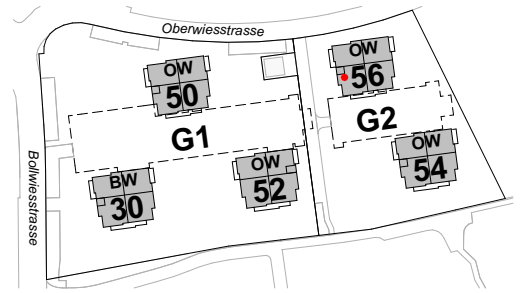 Oberwiesstrasse
OW
56
OW
50
G1
G2
OW
54
OW
52
BW
30
Bollwiesstrasse